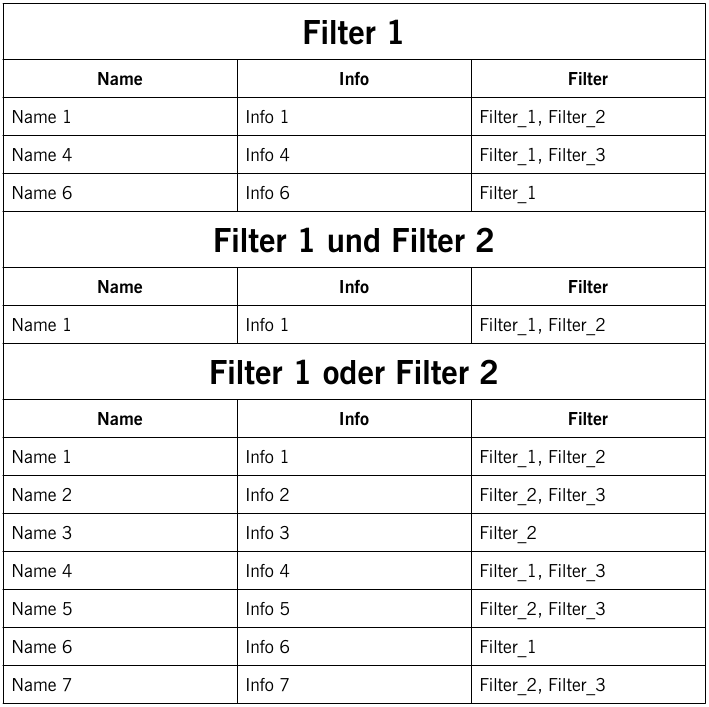 Filter 1
Name Info Filter
Name 1 Info 1 Filter_1, Filter_2
Name 4 Info 4 Filter_1, Filter_3
Name 6 Info 6 Filter_1
Filter 1 und Filter 2
Name Info Filter
Name 1 Info 1 Filter_1, Filter_2
Filter 1 oder Filter 2
Name Info Filter
Name 1 Info 1 Filter_1, Filter_2
Name 2 Info 2 Filter_2, Filter_3
Name 3 Info 3 Filter_2
Name 4 Info 4 Filter_1, Filter_3
Name 5 Info 5 Filter_2, Filter_3
Name 6 Info 6 Filter_1
Name 7 Info 7 Filter_2, Filter_3